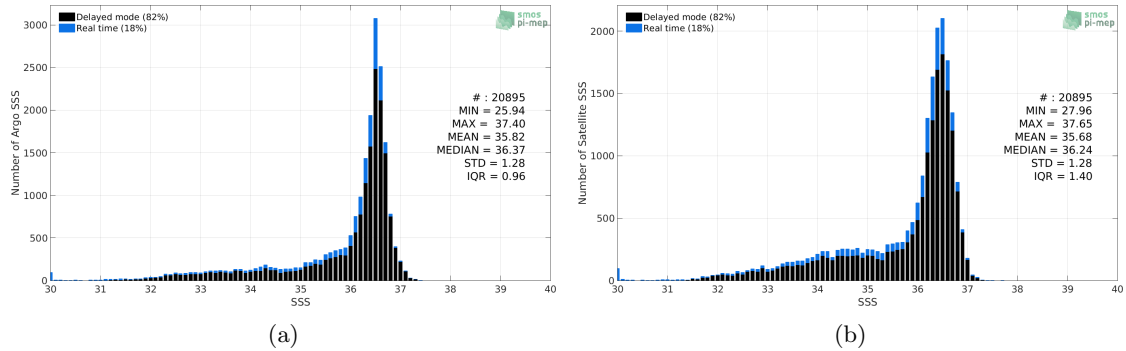 Delayed mode (82%)
Real time (18%)
smos
pi-mep
# : 20895
MIN = 25.94
MAX = 37.40
MEAN = 35.82
MEDIAN = 36.37
STD = 1.28
IQR = 0.96
Number of Argo SSS
3000
2500
2000
1500
1000
500
0
30 31 32 33 34 35 36 37 38 39 40
SSS
(a)
Delayed mode (82%)
Real time (18%)
smos
pi-mep
# : 20895
MIN = 27.96
MAX = 37.65
MEAN = 35.68
MEDIAN = 36.24
STD = 1.28
IQR = 1.40
Number of Satellite SSS
2000
1500
1000
500
0
30 31 32 33 34 35 36 37 38 39 40
SSS
(b)